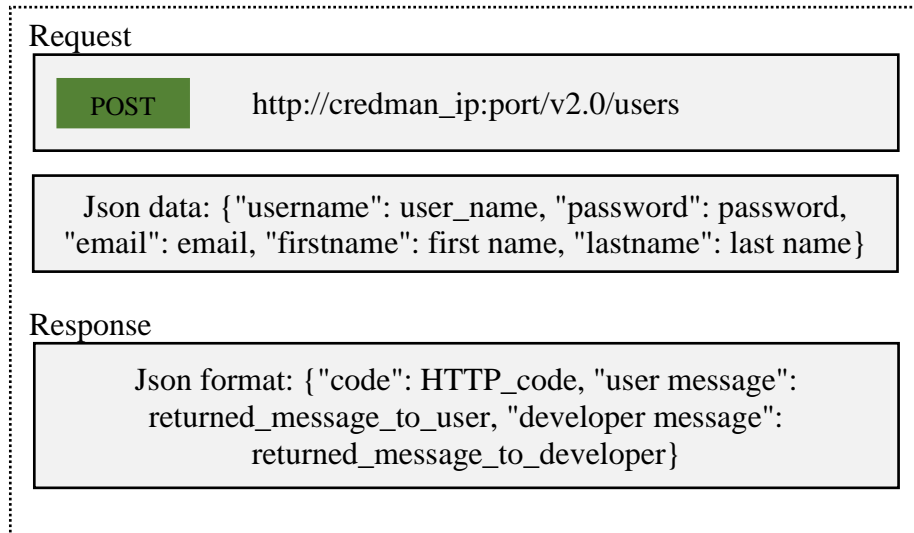 Request
POST http://credman_ip:port/v2.0/users
Json data: {"username": user_name, "password": password,
"email": email, "firstname": first name, "lastname": last name}
Response
Json format: {"code": HTTP_code, "user message":
returned_message_to_user, "developer message":
returned_message_to_developer}